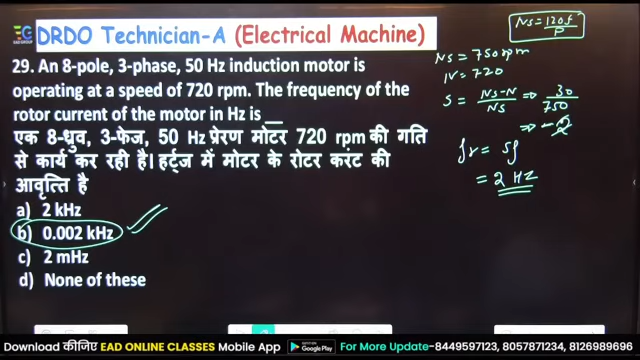 EG
EAD GROUP
DRDO Technician-A (Electrical Machine)
Ns = 120f
P
29. An 8-pole, 3-phase, 50 Hz induction motor is
operating at a speed of 720 rpm. The frequency of the
rotor current of the motor in Hz is __
एक 8-ध्रुव, 3-फेज, 50 Hz प्रेरण मोटर 720 rpm की गति
से कार्य कर रही है। हर्ट्ज में मोटर के रोटर करंट की
आवृत्ति है
a) 2 kHz
b) 0.002 kHz
c) 2 mHz
d) None of these
Ns = 750 rpm
N = 720
S = Ns-N ⇒ 30
Ns 750
fr = sf
= 2 Hz
Download कीजिए EAD ONLINE CLASSES Mobile App
Google Play
For More Update-8449597123, 8057871234, 8126989696